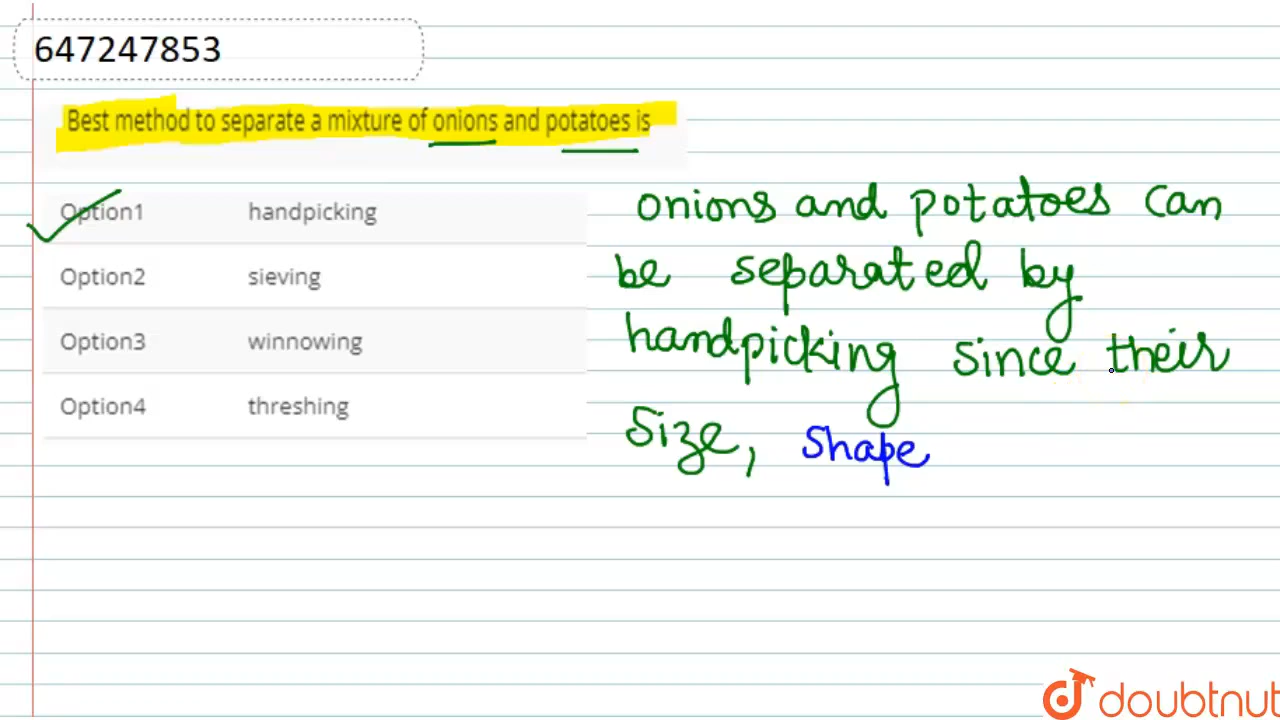 647247853
Best method to separate a mixture of onions and potatoes is
Option1 handpicking
Option2 sieving
Option3 winnowing
Option4 threshing
onions and potatoes can
be separated by
handpicking since their
size, shape
doubtnut